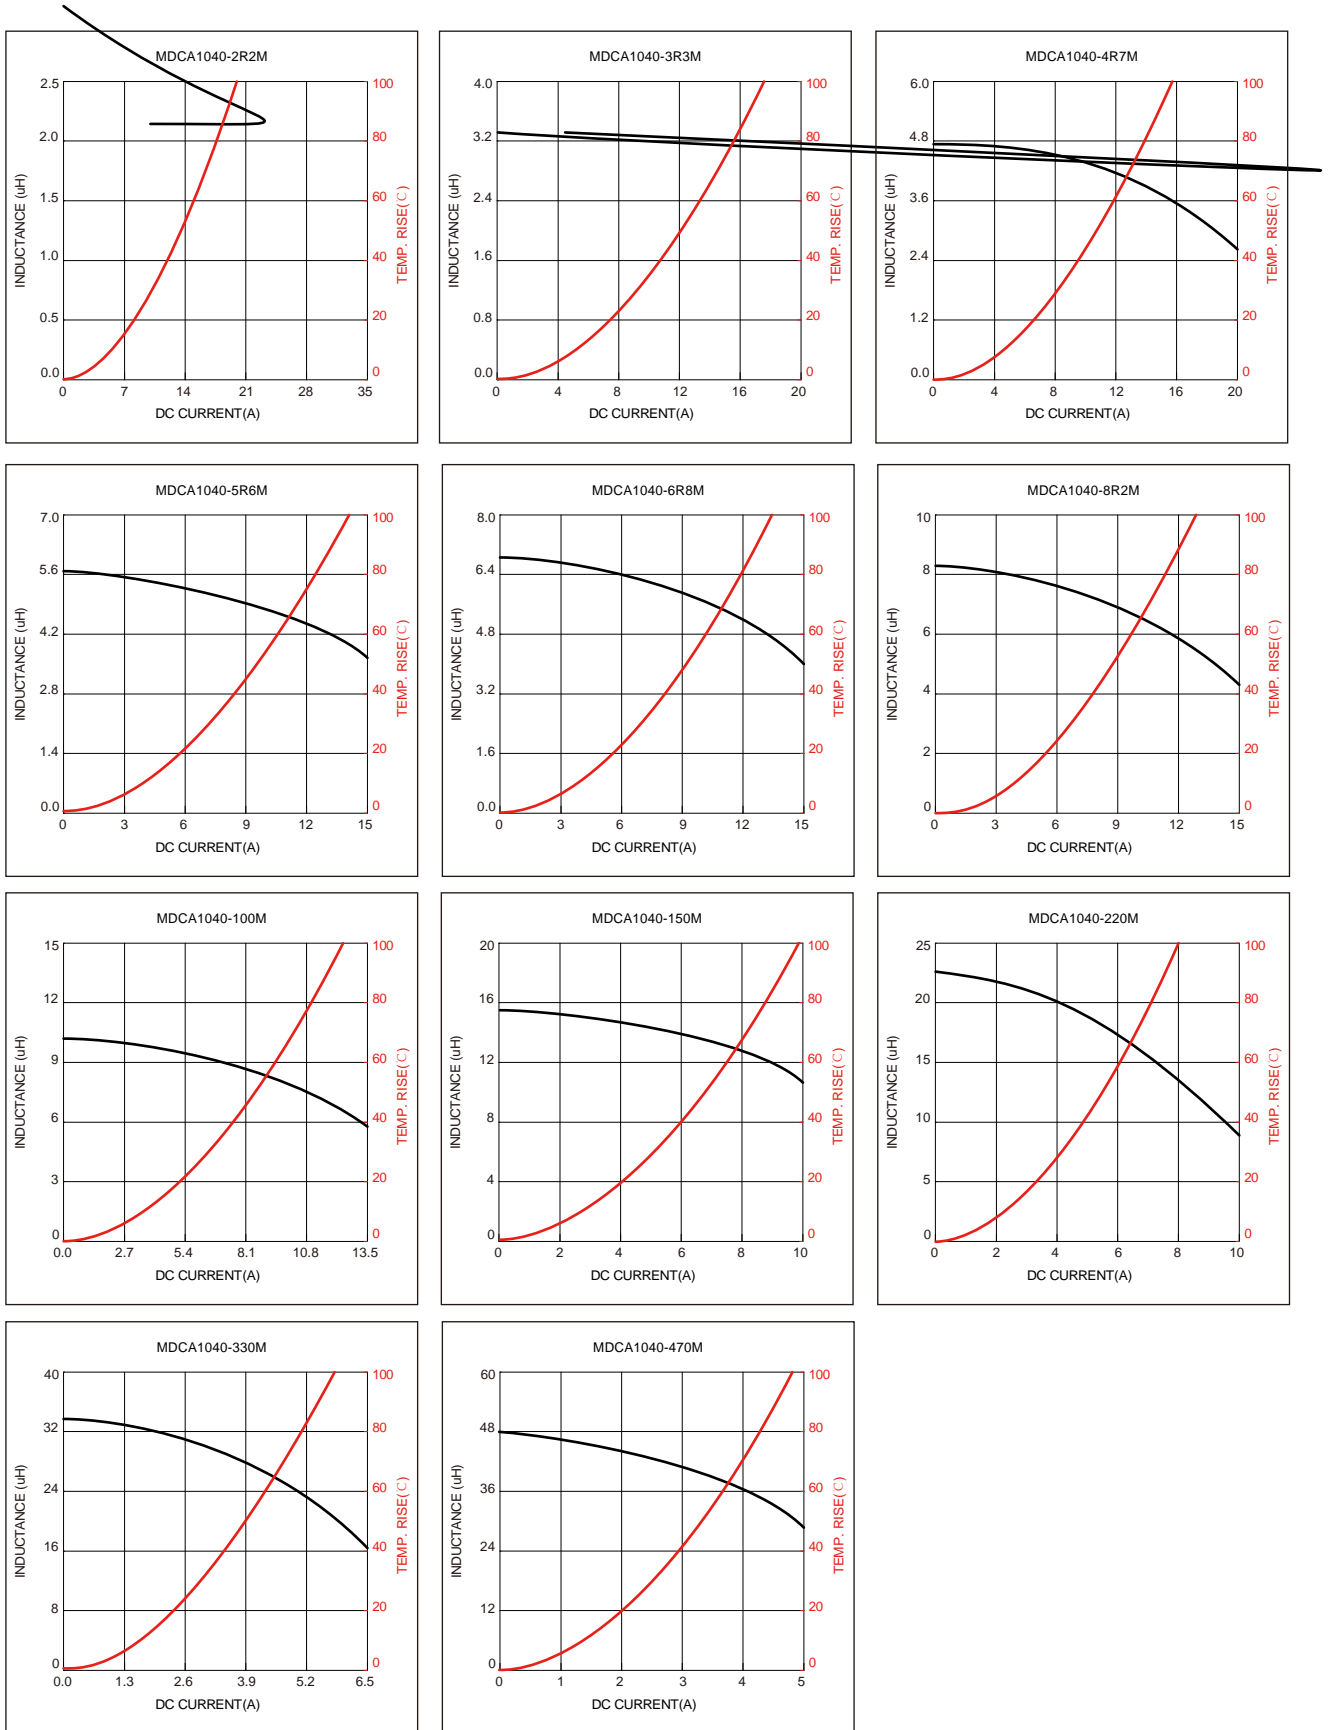 MDCA1040-2R2M
2.5
2.0
1.5
1.0
0.5
0.0
INDUCTANCE (uH)
100
80
60
40
20
0
TEMP. RISE(C)
0 7 14 21 28 35
DC CURRENT(A)
MDCA1040-3R3M
4.0
3.2
2.4
1.6
0.8
0.0
INDUCTANCE (uH)
100
80
60
40
20
0
TEMP. RISE(C)
0 4 8 12 16 20
DC CURRENT(A)
MDCA1040-4R7M
6.0
4.8
3.6
2.4
1.2
0.0
INDUCTANCE (uH)
100
80
60
40
20
0
TEMP. RISE(C)
0 4 8 12 16 20
DC CURRENT(A)
MDCA1040-5R6M
7.0
5.6
4.2
2.8
1.4
0.0
INDUCTANCE (uH)
100
80
60
40
20
0
TEMP. RISE(C)
0 3 6 9 12 15
DC CURRENT(A)
MDCA1040-6R8M
8.0
6.4
4.8
3.2
1.6
0.0
INDUCTANCE (uH)
100
80
60
40
20
0
TEMP. RISE(C)
0 3 6 9 12 15
DC CURRENT(A)
MDCA1040-8R2M
10
8
6
4
2
0
INDUCTANCE (uH)
100
80
60
40
20
0
TEMP. RISE(C)
0 3 6 9 12 15
DC CURRENT(A)
MDCA1040-100M
15
12
9
6
3
0
INDUCTANCE (uH)
100
80
60
40
20
0
TEMP. RISE(C)
0.0 2.7 5.4 8.1 10.8 13.5
DC CURRENT(A)
MDCA1040-150M
20
16
12
8
4
0
INDUCTANCE (uH)
100
80
60
40
20
0
TEMP. RISE(C)
0 2 4 6 8 10
DC CURRENT(A)
MDCA1040-220M
25
20
15
10
5
0
INDUCTANCE (uH)
100
80
60
40
20
0
TEMP. RISE(C)
0 2 4 6 8 10
DC CURRENT(A)
MDCA1040-330M
40
32
24
16
8
0
INDUCTANCE (uH)
100
80
60
40
20
0
TEMP. RISE(C)
0.0 1.3 2.6 3.9 5.2 6.5
DC CURRENT(A)
MDCA1040-470M
60
48
36
24
12
0
INDUCTANCE (uH)
100
80
60
40
20
0
TEMP. RISE(C)
0 1 2 3 4 5
DC CURRENT(A)